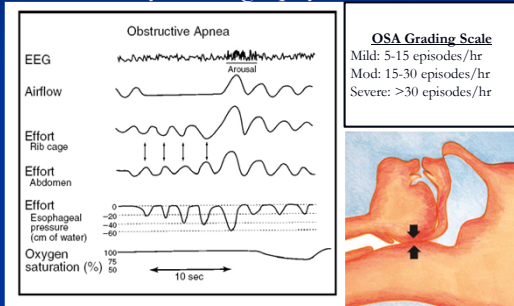 Obstructive Apnea
EEG
Arousal
Airflow
Effort
Rib cage
Effort
Abdomen
Effort
Esophageal
pressure
(cm of water)
0
−20
−40
−60
Oxygen
saturation (%)
100
75
50
10 sec
OSA Grading Scale
Mild: 5-15 episodes/hr
Mod: 15-30 episodes/hr
Severe: >30 episodes/hr